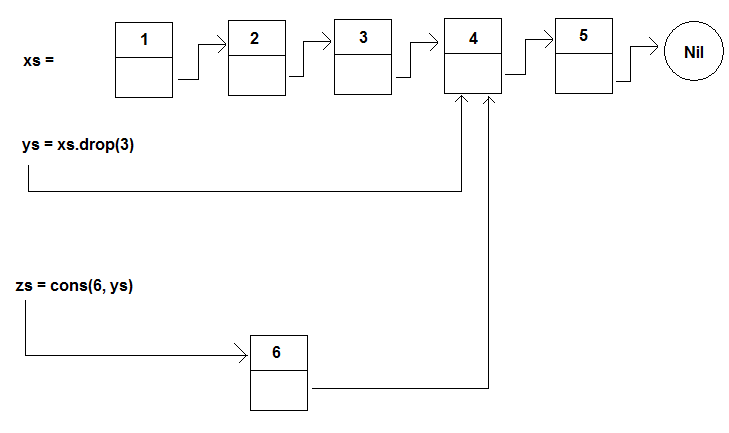 xs =
1
2
3
4
5
Nil
ys = xs.drop(3)
zs = cons(6, ys)
6